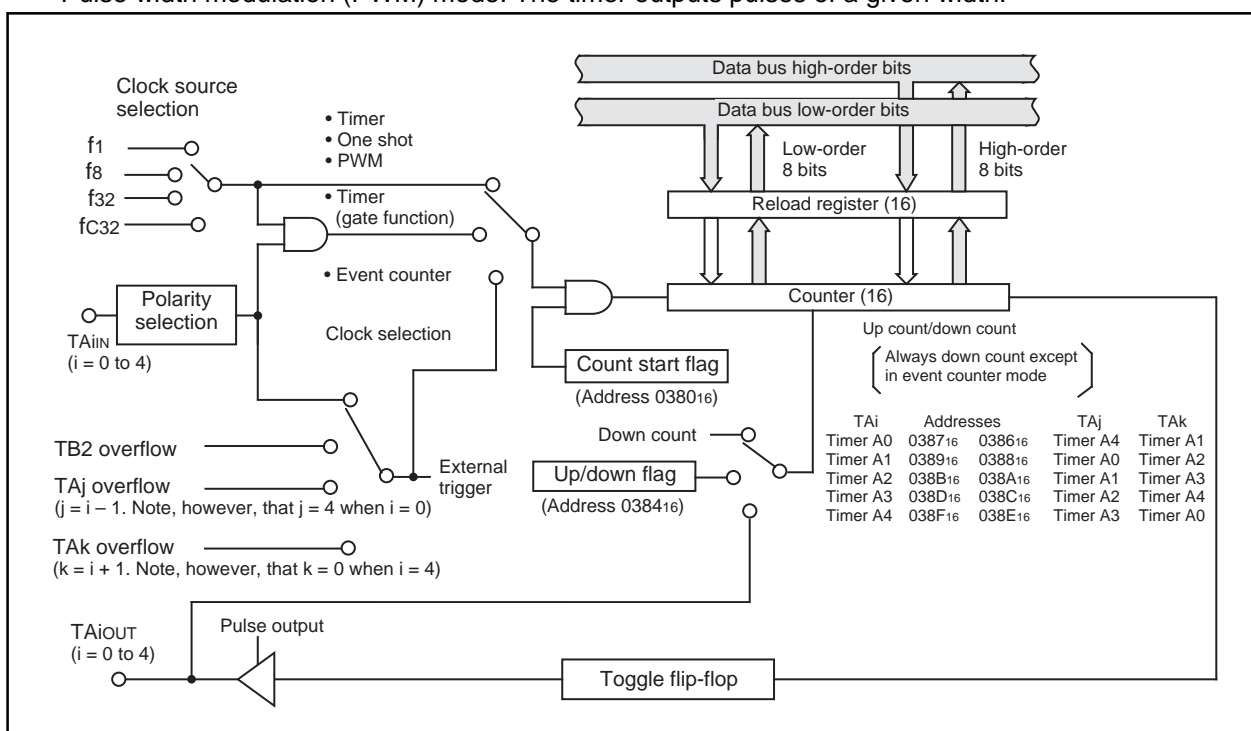 Pulse width modulation (PWM) mode: The timer outputs pulses of a given width.
Data bus high-order bits
Data bus low-order bits
Clock source
selection
• Timer
• One shot
• PWM
f1
f8
f32
fC32
Low-order
8 bits
High-order
8 bits
• Timer
(gate function)
Reload register (16)
• Event counter
Counter (16)
Polarity
selection
TAiIN
(i = 0 to 4)
Clock selection
Up count/down count
Always down count except
in event counter mode
Count start flag
(Address 038016)
TAi Addresses TAj TAk
Timer A0 038716 038616 Timer A4 Timer A1
Timer A1 038916 038816 Timer A0 Timer A2
Timer A2 038B16 038A16 Timer A1 Timer A3
Timer A3 038D16 038C16 Timer A2 Timer A4
Timer A4 038F16 038E16 Timer A3 Timer A0
TB2 overflow
Down count
External
trigger
Up/down flag
(Address 038416)
TAj overflow
(j = i – 1. Note, however, that j = 4 when i = 0)
TAk overflow
(k = i + 1. Note, however, that k = 0 when i = 4)
TAiOUT
(i = 0 to 4)
Pulse output
Toggle flip-flop